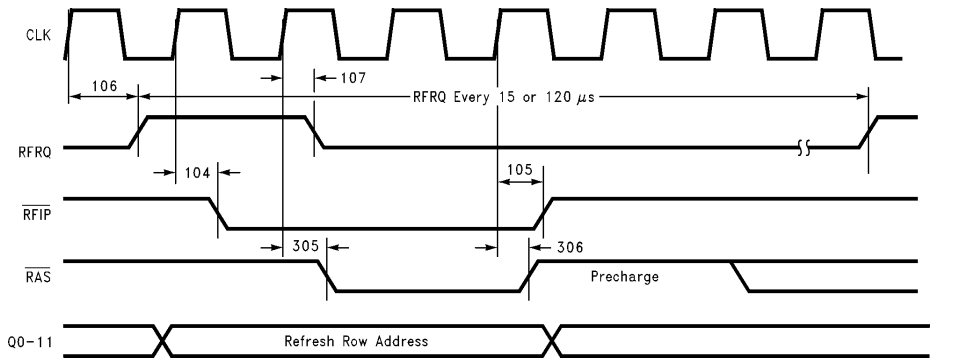 CLK
107
106
RFRQ Every 15 or 120 μs
RFRQ
104
105
RFIP
305
306
RAS
Precharge
Q0-11
Refresh Row Address